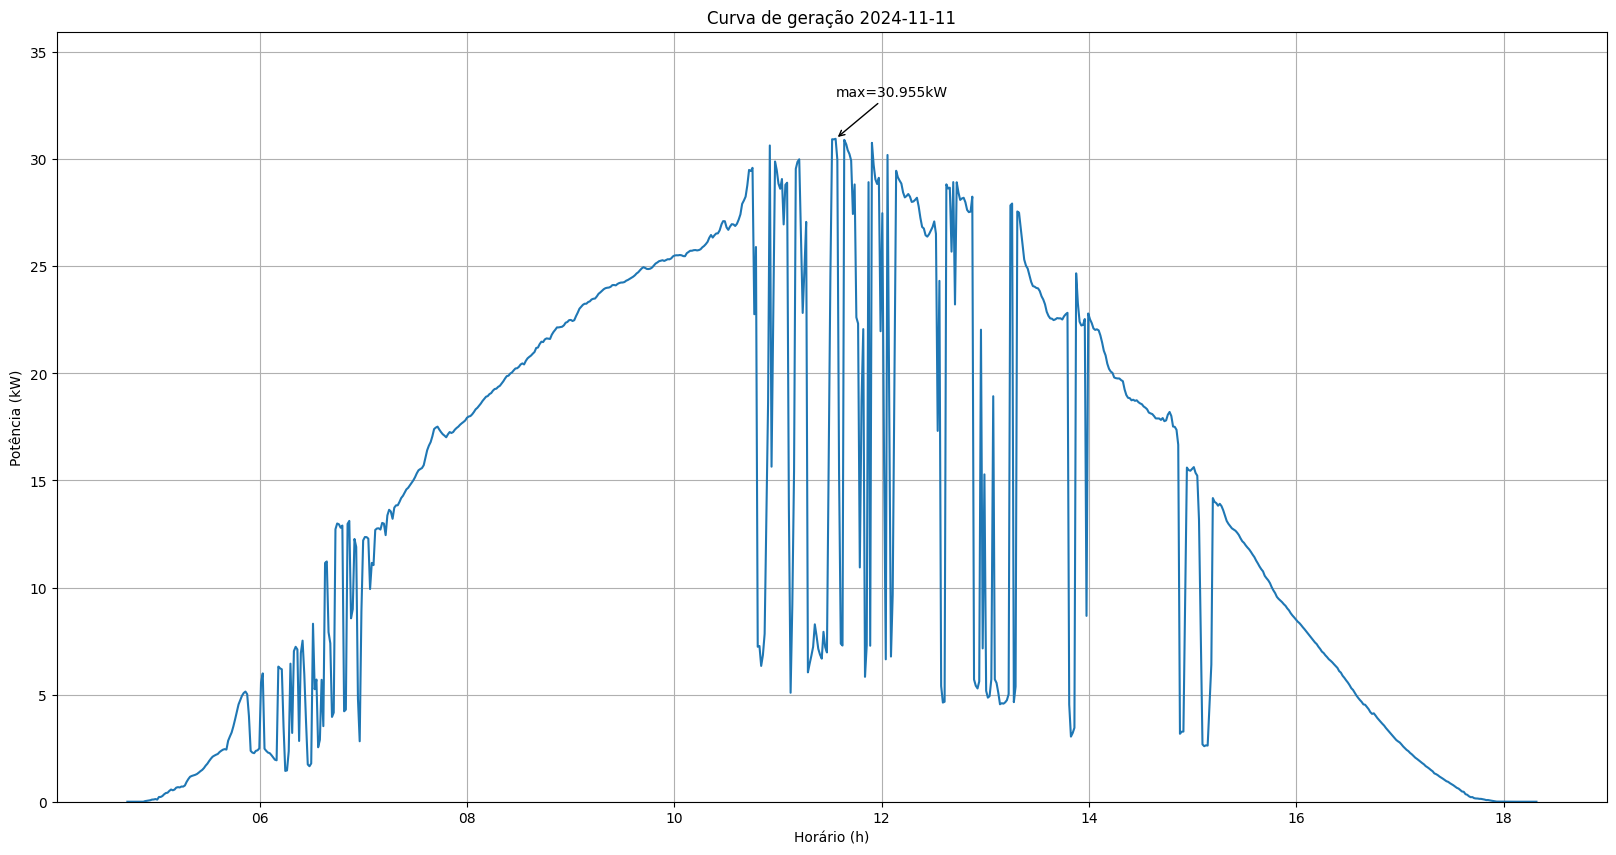 Curva de geração 2024-11-11
max=30.955kW
Potência (kW)
35
30
25
20
15
10
5
0
06 08 10 12 14 16 18
Horário (h)